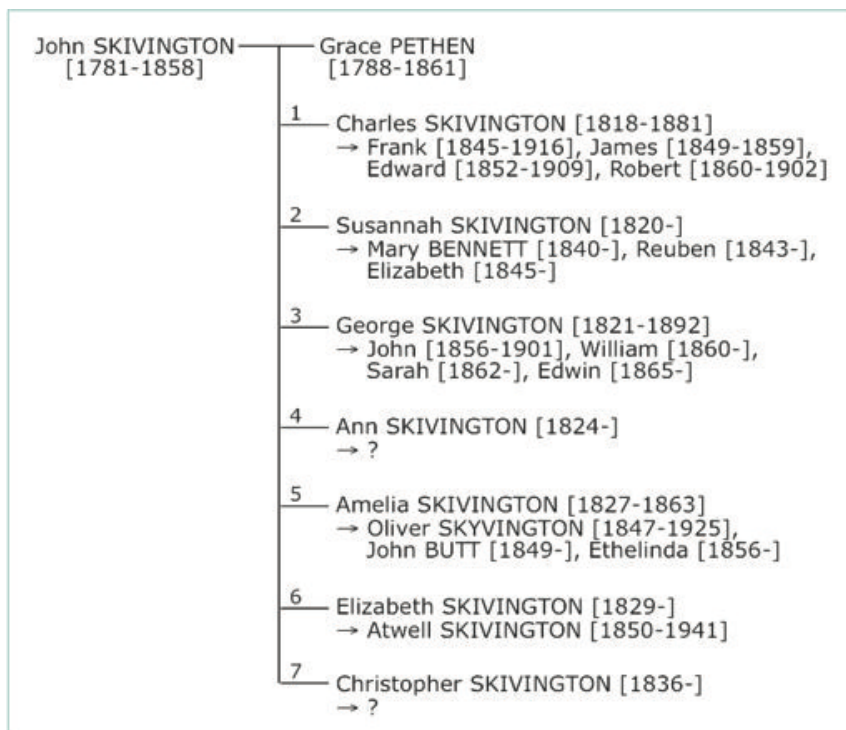 John SKIVINGTON Grace PETHEN
[1781-1858] [1788-1861]
1
Charles SKIVINGTON [1818-1881]
→ Frank [1845-1916], James [1849-1859],
Edward [1852-1909], Robert [1860-1902]
2
Susannah SKIVINGTON [1820-]
→ Mary BENNETT [1840-], Reuben [1843-],
Elizabeth [1845-]
3
George SKIVINGTON [1821-1892]
→ John [1856-1901], William [1860-],
Sarah [1862-], Edwin [1865-]
4
Ann SKIVINGTON [1824-]
→ ?
5
Amelia SKIVINGTON [1827-1863]
→ Oliver SKYVINGTON [1847-1925],
John BUTT [1849-], Ethelinda [1856-]
6
Elizabeth SKIVINGTON [1829-]
→ Atwell SKIVINGTON [1850-1941]
7
Christopher SKIVINGTON [1836-]
→ ?